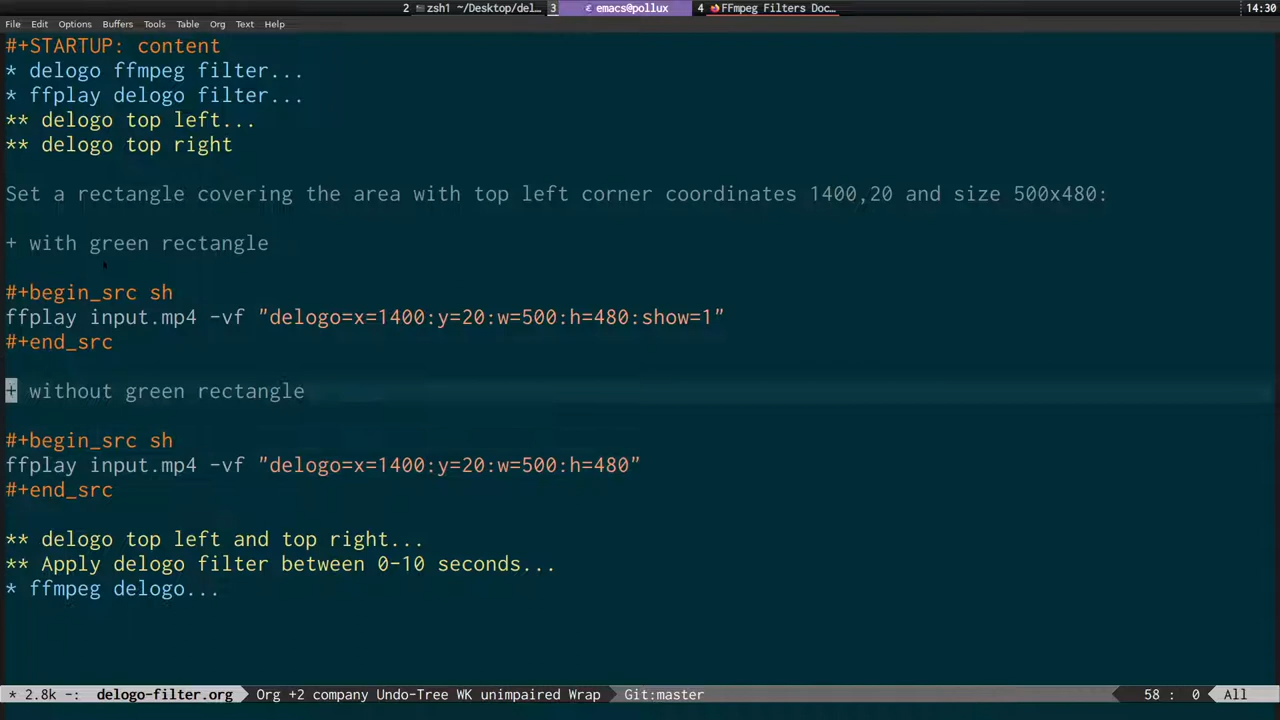 2 zsh1 ~/Desktop/del... 3 emacs@pollux 4 FFmpeg Filters Doc... 14:30
File Edit Options Buffers Tools Table Org Text Help
#+STARTUP: content
* delogo ffmpeg filter...
* ffplay delogo filter...
** delogo top left...
** delogo top right
Set a rectangle covering the area with top left corner coordinates 1400,20 and size 500x480:
+ with green rectangle
#+begin_src sh
ffplay input.mp4 -vf "delogo=x=1400:y=20:w=500:h=480:show=1"
#+end_src
+ without green rectangle
#+begin_src sh
ffplay input.mp4 -vf "delogo=x=1400:y=20:w=500:h=480"
#+end_src
** delogo top left and top right...
** Apply delogo filter between 0-10 seconds...
* ffmpeg delogo...
* 2.8k -: delogo-filter.org Org +2 company Undo-Tree WK unimpaired Wrap Git:master 58 : 0 All